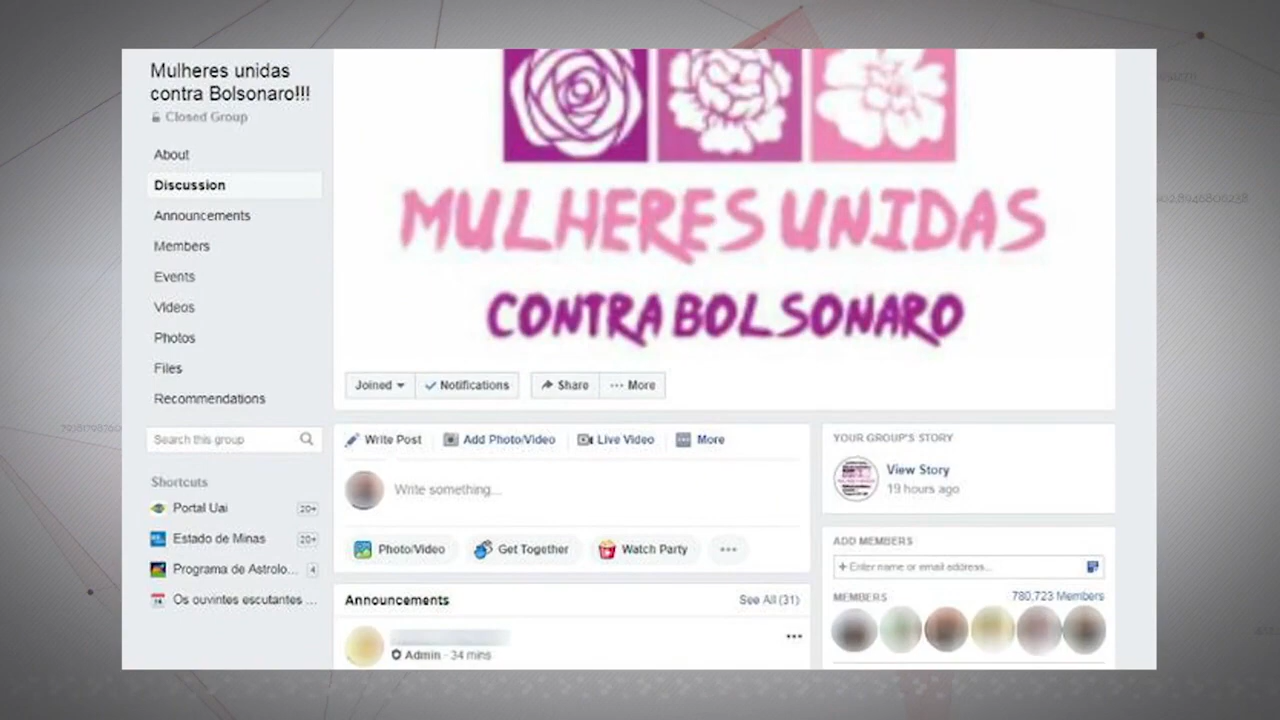 Mulheres unidas
contra Bolsonaro!!!
Closed Group
About
Discussion
Announcements
Members
Events
Videos
Photos
Files
Recommendations
Search this group
Shortcuts
Portal Uai 20+
Estado de Minas 20+
Programa de Astrolo... 4
Os ouvintes escutantes ...
MULHERES UNIDAS
CONTRA BOLSONARO
Joined
Notifications
Share
More
Write Post
Add Photo/Video
Live Video
More
Write something...
Photo/Video
Get Together
Watch Party
Announcements
See All (31)
Admin · 34 mins
YOUR GROUP'S STORY
View Story
19 hours ago
ADD MEMBERS
+ Enter name or email address...
MEMBERS
780,723 Members